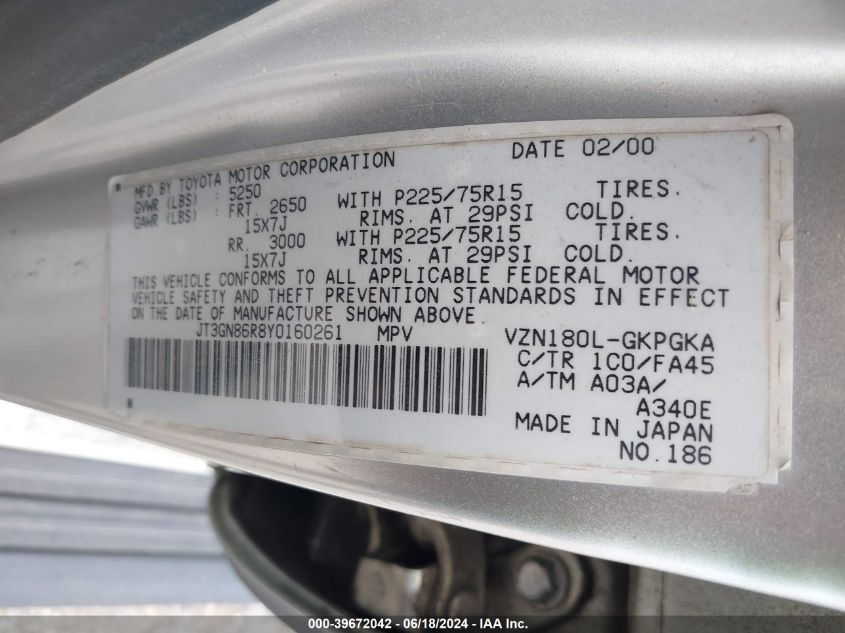 MFD BY TOYOTA MOTOR CORPORATION DATE 02/00
GVWR (LBS) : 5250
GAWR (LBS) : FRT. 2650 WITH P225/75R15 TIRES.
15X7J RIMS. AT 29PSI COLD.
RR. 3000 WITH P225/75R15 TIRES.
15X7J RIMS. AT 29PSI COLD.
THIS VEHICLE CONFORMS TO ALL APPLICABLE FEDERAL MOTOR
VEHICLE SAFETY AND THEFT PREVENTION STANDARDS IN EFFECT
ON THE DATE OF MANUFACTURE SHOWN ABOVE.
JT3GN86R8Y0160261 MPV VZN180L-GKPGKA
C/TR 1C0/FA45
A/TM A03A/
A340E
MADE IN JAPAN
NO.186
000-39672042 - 06/18/2024 - IAA Inc.